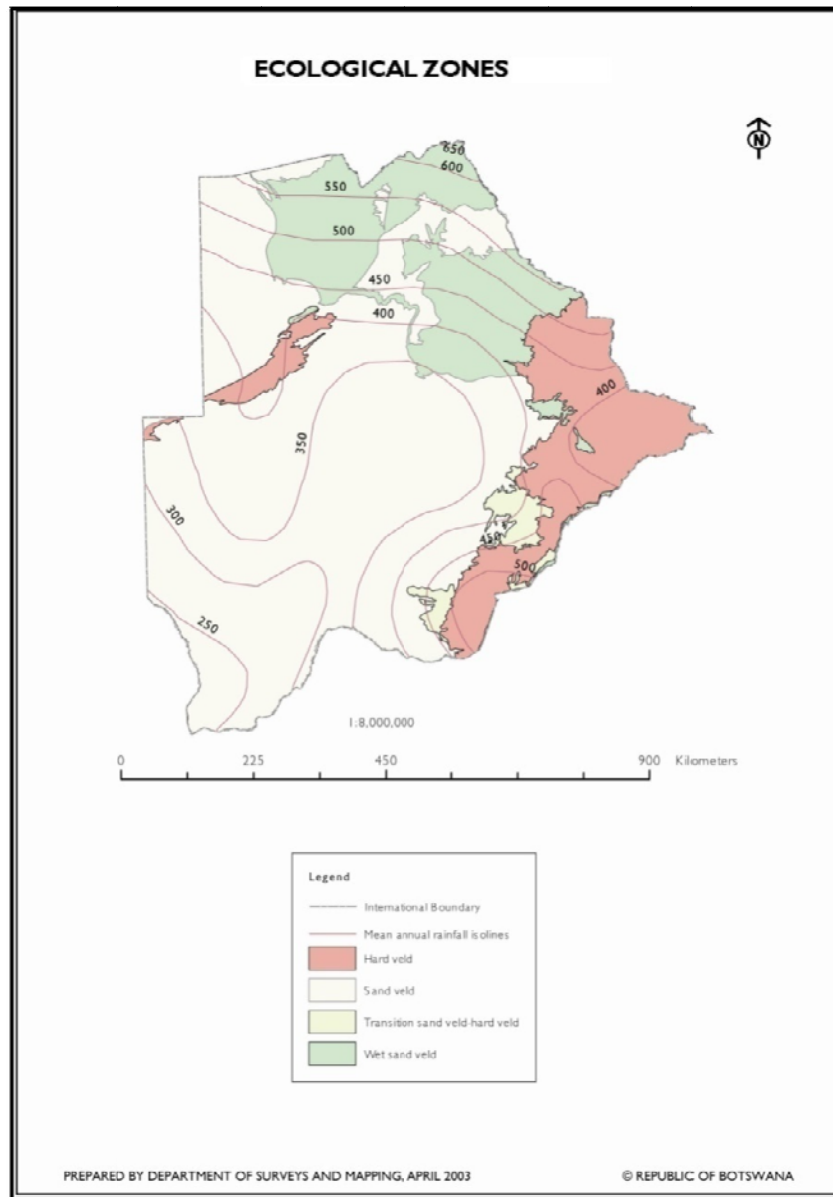 ECOLOGICAL ZONES
N
650
600
550
500
450
400
400
350
300
450
500
250
1:8,000,000
0 225 450 900 Kilometers
Legend
International Boundary
Mean annual rainfall isolines
Hard veld
Sand veld
Transition sand veld-hard veld
Wet sand veld
PREPARED BY DEPARTMENT OF SURVEYS AND MAPPING, APRIL 2003 © REPUBLIC OF BOTSWANA